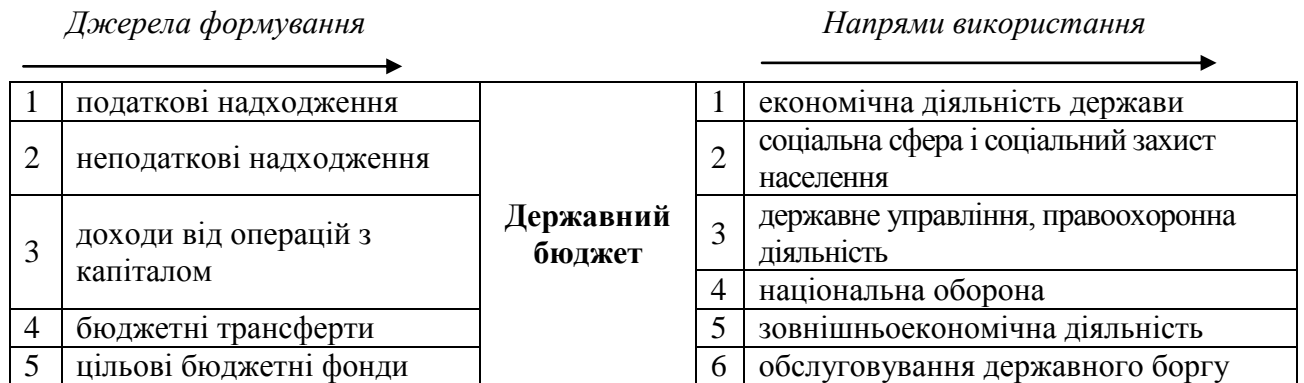 Джерела формування
Напрями використання
1 податкові надходження
2 неподаткові надходження
3 доходи від операцій з
капіталом
4 бюджетні трансферти
5 цільові бюджетні фонди
Державний
бюджет
1 економічна діяльність держави
2 соціальна сфера і соціальний захист
населення
3 державне управління, правоохоронна
діяльність
4 національна оборона
5 зовнішньоекономічна діяльність
6 обслуговування державного боргу